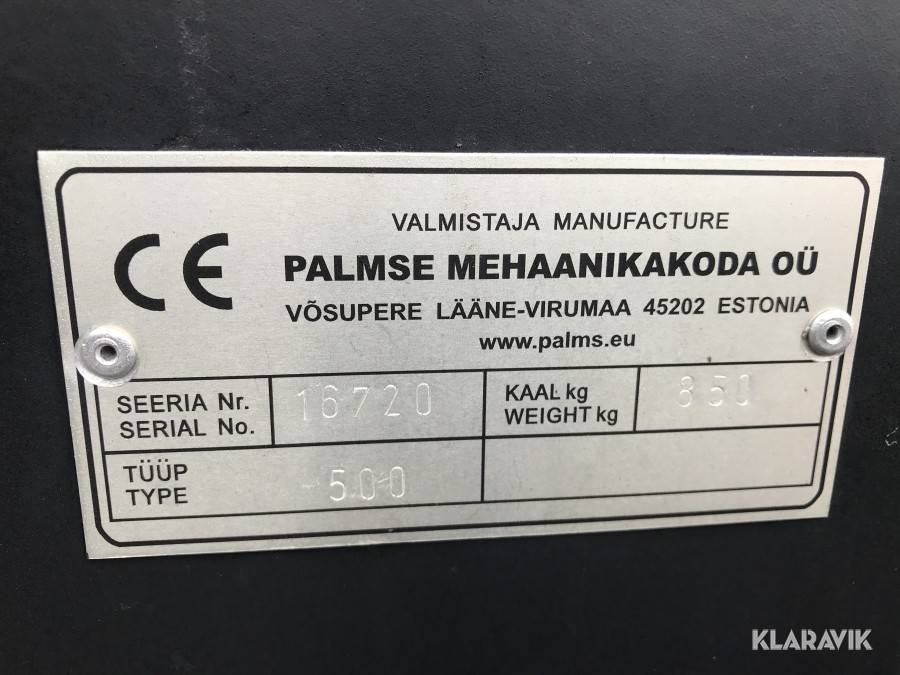 CE
VALMISTAJA MANUFACTURE
PALMSE MEHAANIKAKODA OÜ
VÕSUPERE LÄÄNE-VIRUMAA 45202 ESTONIA
www.palms.eu
SEERIA Nr.
SERIAL No.
16720
KAAL kg
WEIGHT kg
850
TÜÜP
TYPE
-500
KLARAVIK